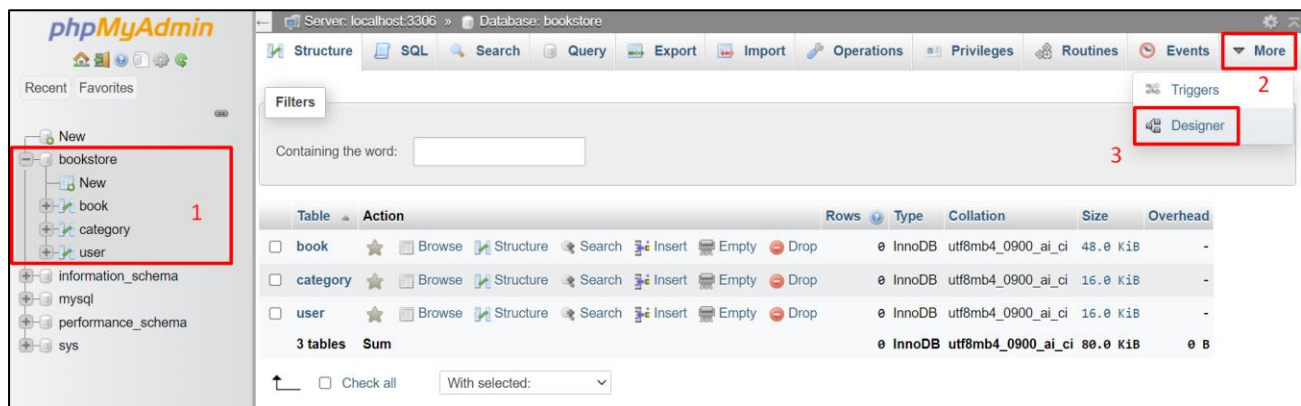 phpMyAdmin
Recent Favorites
New
bookstore
New
book
category
user
1
information_schema
mysql
performance_schema
sys
Server: localhost:3306 » Database: bookstore
Structure SQL Search Query Export Import Operations Privileges Routines Events More
2
Triggers
Designer
3
Filters
Containing the word:
Table Action Rows Type Collation Size Overhead
book Browse Structure Search Insert Empty Drop 0 InnoDB utf8mb4_0900_ai_ci 48.0 KiB -
category Browse Structure Search Insert Empty Drop 0 InnoDB utf8mb4_0900_ai_ci 16.0 KiB -
user Browse Structure Search Insert Empty Drop 0 InnoDB utf8mb4_0900_ai_ci 16.0 KiB -
3 tables Sum 0 InnoDB utf8mb4_0900_ai_ci 80.0 KiB 0 B
Check all With selected: